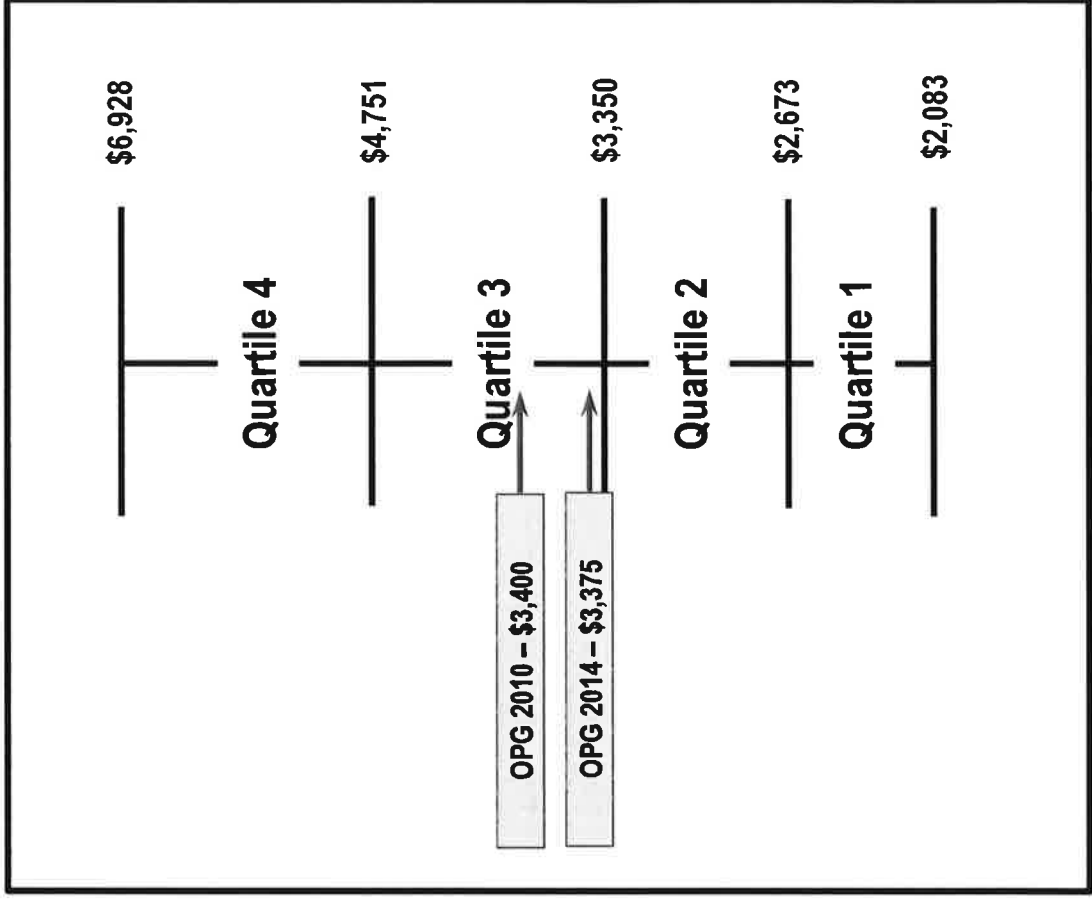 $6,928
Quartile 4
$4,751
Quartile 3
OPG 2010 – $3,400
OPG 2014 – $3,375
$3,350
Quartile 2
$2,673
Quartile 1
$2,083